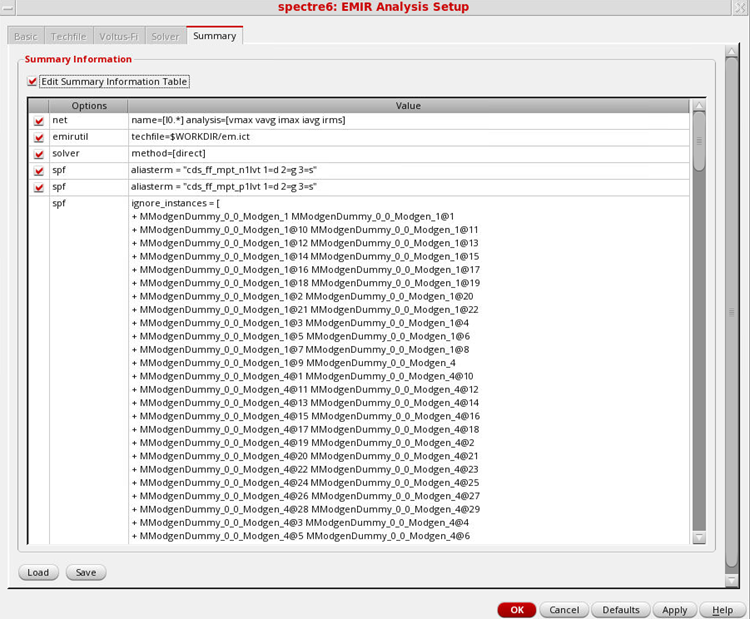 spectre6: EMIR Analysis Setup
Basic Techfile Voltus-Fi Solver Summary
Summary Information
Edit Summary Information Table
Options Value
net name=[I0.*] analysis=[vmax vavg imax iavg irms]
emirutil techfile=$WORKDIR/em.ict
solver method=[direct]
spf aliasterm = "cds_ff_mpt_n1lvt 1=d 2=g 3=s"
spf aliasterm = "cds_ff_mpt_p1lvt 1=d 2=g 3=s"
spf ignore_instances = [
+ MModgenDummy_0_0_Modgen_1 MModgenDummy_0_0_Modgen_1@1
+ MModgenDummy_0_0_Modgen_1@10 MModgenDummy_0_0_Modgen_1@11
+ MModgenDummy_0_0_Modgen_1@12 MModgenDummy_0_0_Modgen_1@13
+ MModgenDummy_0_0_Modgen_1@14 MModgenDummy_0_0_Modgen_1@15
+ MModgenDummy_0_0_Modgen_1@16 MModgenDummy_0_0_Modgen_1@17
+ MModgenDummy_0_0_Modgen_1@18 MModgenDummy_0_0_Modgen_1@19
+ MModgenDummy_0_0_Modgen_1@2 MModgenDummy_0_0_Modgen_1@20
+ MModgenDummy_0_0_Modgen_1@21 MModgenDummy_0_0_Modgen_1@22
+ MModgenDummy_0_0_Modgen_1@3 MModgenDummy_0_0_Modgen_1@4
+ MModgenDummy_0_0_Modgen_1@5 MModgenDummy_0_0_Modgen_1@6
+ MModgenDummy_0_0_Modgen_1@7 MModgenDummy_0_0_Modgen_1@8
+ MModgenDummy_0_0_Modgen_1@9 MModgenDummy_0_0_Modgen_4
+ MModgenDummy_0_0_Modgen_4@1 MModgenDummy_0_0_Modgen_4@10
+ MModgenDummy_0_0_Modgen_4@11 MModgenDummy_0_0_Modgen_4@12
+ MModgenDummy_0_0_Modgen_4@13 MModgenDummy_0_0_Modgen_4@14
+ MModgenDummy_0_0_Modgen_4@15 MModgenDummy_0_0_Modgen_4@16
+ MModgenDummy_0_0_Modgen_4@17 MModgenDummy_0_0_Modgen_4@18
+ MModgenDummy_0_0_Modgen_4@19 MModgenDummy_0_0_Modgen_4@2
+ MModgenDummy_0_0_Modgen_4@20 MModgenDummy_0_0_Modgen_4@21
+ MModgenDummy_0_0_Modgen_4@22 MModgenDummy_0_0_Modgen_4@23
+ MModgenDummy_0_0_Modgen_4@24 MModgenDummy_0_0_Modgen_4@25
+ MModgenDummy_0_0_Modgen_4@26 MModgenDummy_0_0_Modgen_4@27
+ MModgenDummy_0_0_Modgen_4@28 MModgenDummy_0_0_Modgen_4@29
+ MModgenDummy_0_0_Modgen_4@3 MModgenDummy_0_0_Modgen_4@4
+ MModgenDummy_0_0_Modgen_4@5 MModgenDummy_0_0_Modgen_4@6
Load Save
OK Cancel Defaults Apply Help